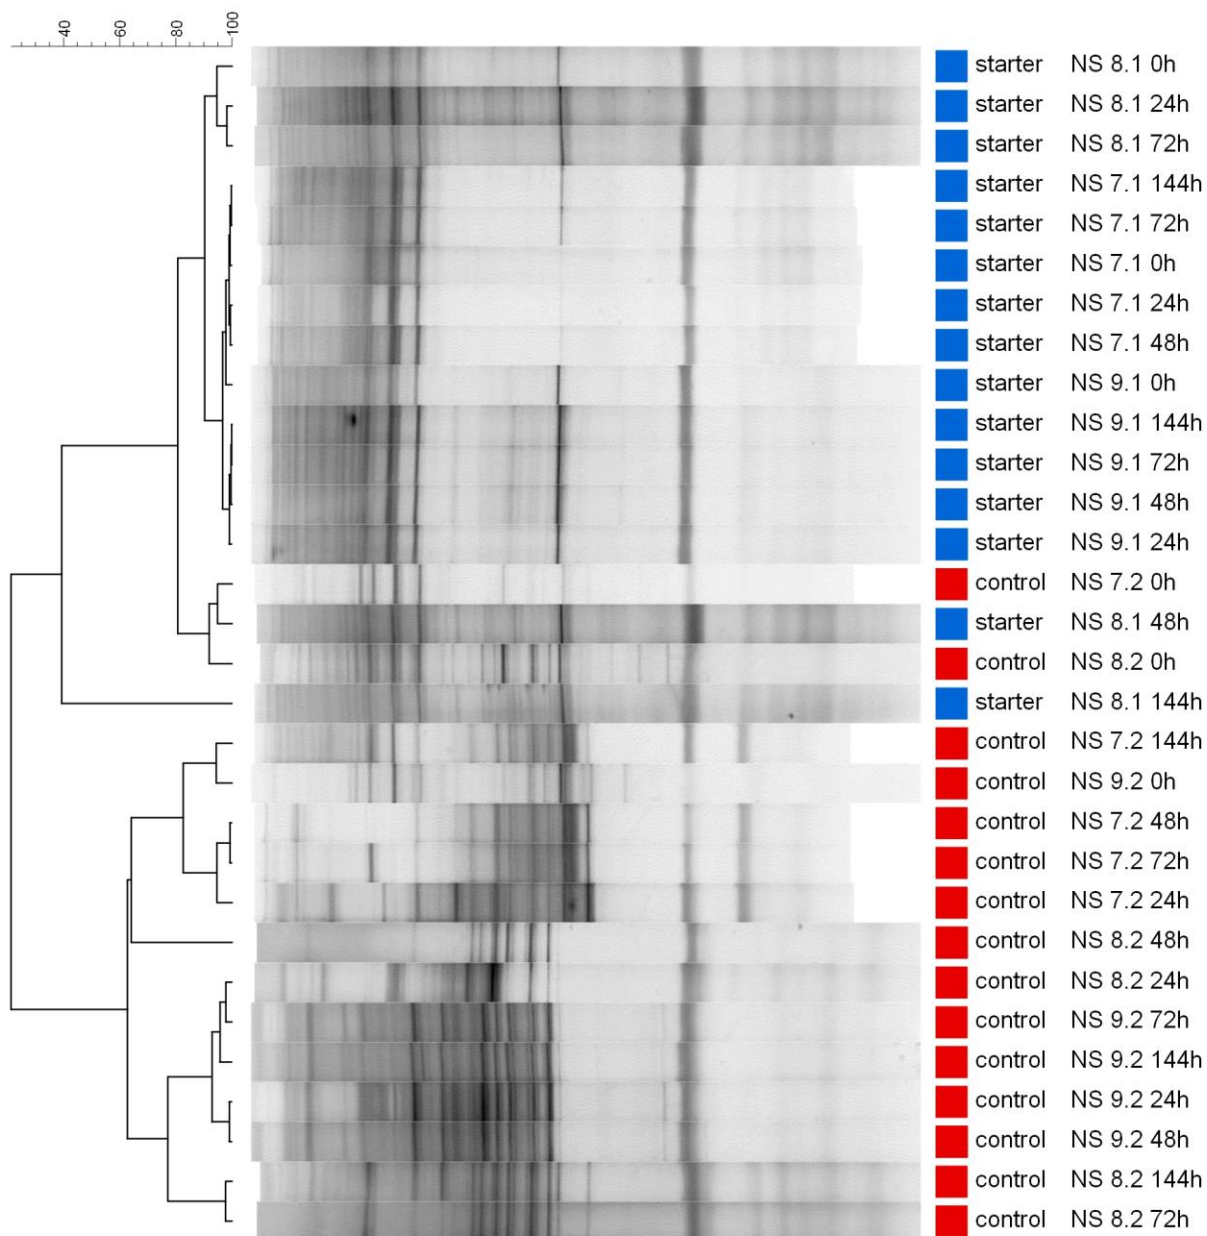 40 60 80 100
starter NS 8.1 0h
starter NS 8.1 24h
starter NS 8.1 72h
starter NS 7.1 144h
starter NS 7.1 72h
starter NS 7.1 0h
starter NS 7.1 24h
starter NS 7.1 48h
starter NS 9.1 0h
starter NS 9.1 144h
starter NS 9.1 72h
starter NS 9.1 48h
starter NS 9.1 24h
control NS 7.2 0h
starter NS 8.1 48h
control NS 8.2 0h
starter NS 8.1 144h
control NS 7.2 144h
control NS 9.2 0h
control NS 7.2 48h
control NS 7.2 72h
control NS 7.2 24h
control NS 8.2 48h
control NS 8.2 24h
control NS 9.2 72h
control NS 9.2 144h
control NS 9.2 24h
control NS 9.2 48h
control NS 8.2 144h
control NS 8.2 72h